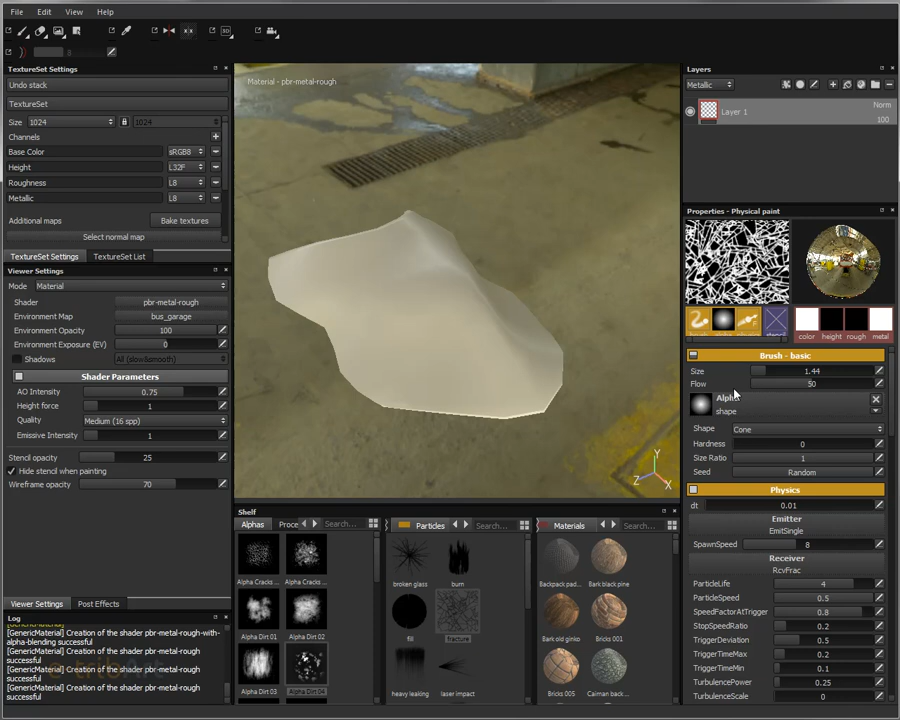 File Edit View Help
TextureSet Settings
Undo stack
TextureSet
Size 1024 1024
Channels
Base Color sRGB8
Height L32F
Roughness L8
Metallic L8
Additional maps Bake textures
Select normal map
TextureSet Settings TextureSet List
Viewer Settings
Mode Material
Shader pbr-metal-rough
Environment Map bus_garage
Environment Opacity 100
Environment Exposure (EV) 0
Shadows All (slow&smooth)
Shader Parameters
AO Intensity 0.75
Height force 1
Quality Medium (16 spp)
Emissive Intensity 1
Stencil opacity 25
Hide stencil when painting
Wireframe opacity 70
Viewer Settings Post Effects
Log
[GenericMaterial] Creation of the shader pbr-metal-rough-with-
alpha-blending successful
[GenericMaterial] Creation of the shader pbr-metal-rough
successful
[GenericMaterial] Creation of the shader pbr-metal-rough
successful
[GenericMaterial] Creation of the shader pbr-metal-rough
successful
Material - pbr-metal-rough
Y
Z X
Shelf
Alphas Proce Search...
Alpha Cracks ... Alpha Cracks ...
Alpha Dirt 01 Alpha Dirt 02
Alpha Dirt 03 Alpha Dirt 04
Particles Search...
broken glass burn
fill fracture
heavy leaking laser impact
Materials Search...
Backpack pad... Bark black pine
Bark old ginko Bricks 001
Bricks 005 Caiman back...
Layers
Metallic
Layer 1 Norm
100
Properties - Physical paint
brush alpha physics stencil color height rough metal
Brush - basic
Size 1.44
Flow 50
Alpha
shape
Shape Cone
Hardness 0
Size Ratio 1
Seed Random
Physics
dt 0.01
Emitter
EmitSingle
SpawnSpeed 8
Receiver
RcvFrac
ParticleLife 4
ParticleSpeed 0.5
SpeedFactorAtTrigger 0.8
StopSpeedRatio 0.2
TriggerDeviation 0.5
TriggerTimeMax 0.2
TriggerTimeMin 0.1
TurbulencePower 0.25
TurbulenceScale 0